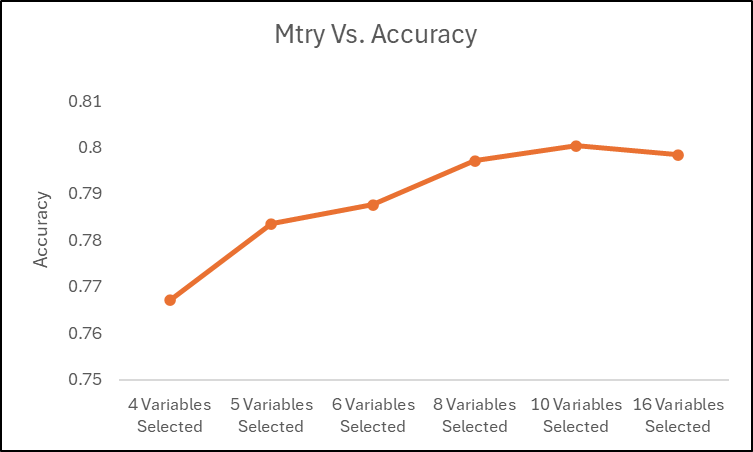 Mtry Vs. Accuracy
Accuracy
0.81
0.8
0.79
0.78
0.77
0.76
0.75
4 Variables Selected
5 Variables Selected
6 Variables Selected
8 Variables Selected
10 Variables Selected
16 Variables Selected